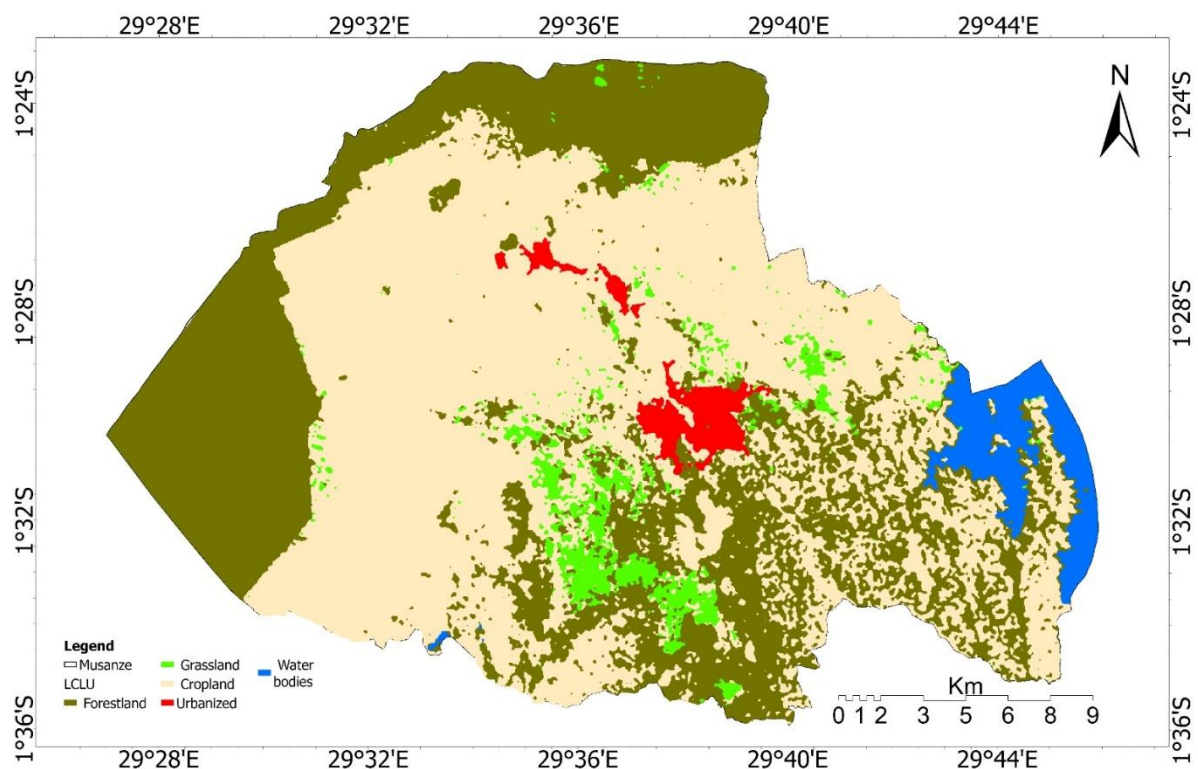 29°28'E 29°32'E 29°36'E 29°40'E 29°44'E
1°24'S 1°24'S
N
1°28'S 1°28'S
1°32'S 1°32'S
Legend
Musanze Grassland Water bodies
LCLU Cropland
Forestland Urbanized
Km
0 1 2 3 5 6 8 9
1°36'S 1°36'S
29°28'E 29°32'E 29°36'E 29°40'E 29°44'E